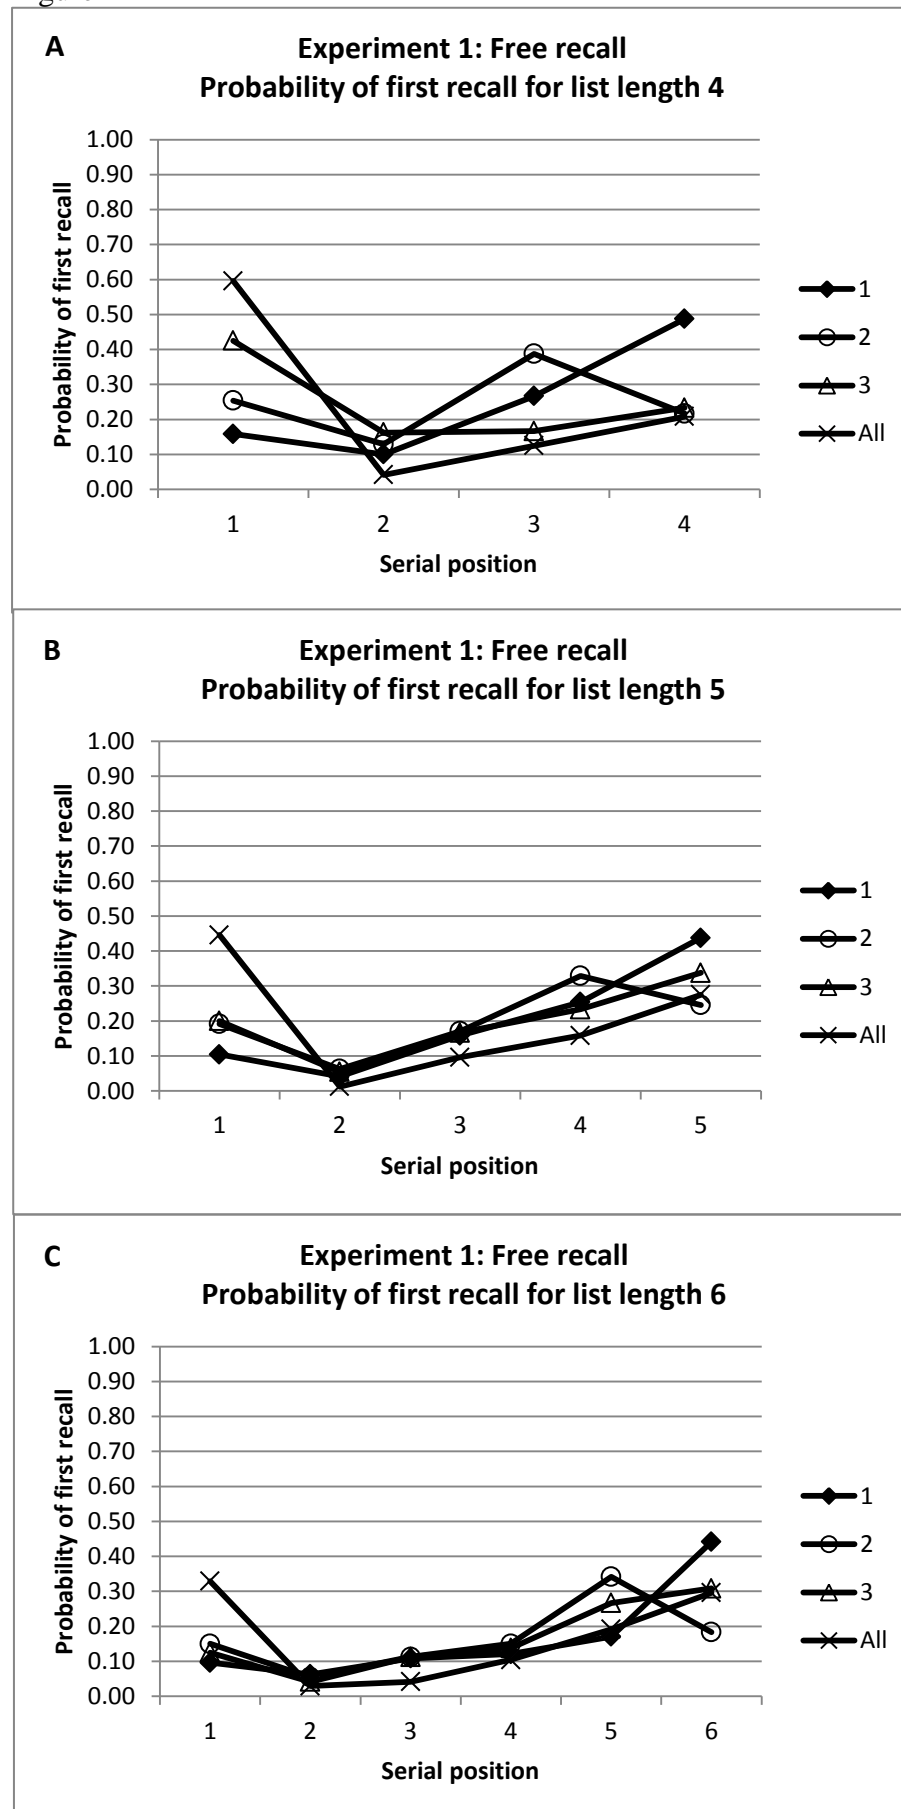 A
Experiment 1: Free recall
Probability of first recall for list length 4
1.00
0.90
0.80
0.70
0.60
0.50
0.40
0.30
0.20
0.10
0.00
Probability of first recall
1 2 3 4
Serial position
1
2
3
All
B
Experiment 1: Free recall
Probability of first recall for list length 5
1.00
0.90
0.80
0.70
0.60
0.50
0.40
0.30
0.20
0.10
0.00
Probability of first recall
1 2 3 4 5
Serial position
1
2
3
All
C
Experiment 1: Free recall
Probability of first recall for list length 6
1.00
0.90
0.80
0.70
0.60
0.50
0.40
0.30
0.20
0.10
0.00
Probability of first recall
1 2 3 4 5 6
Serial position
1
2
3
All